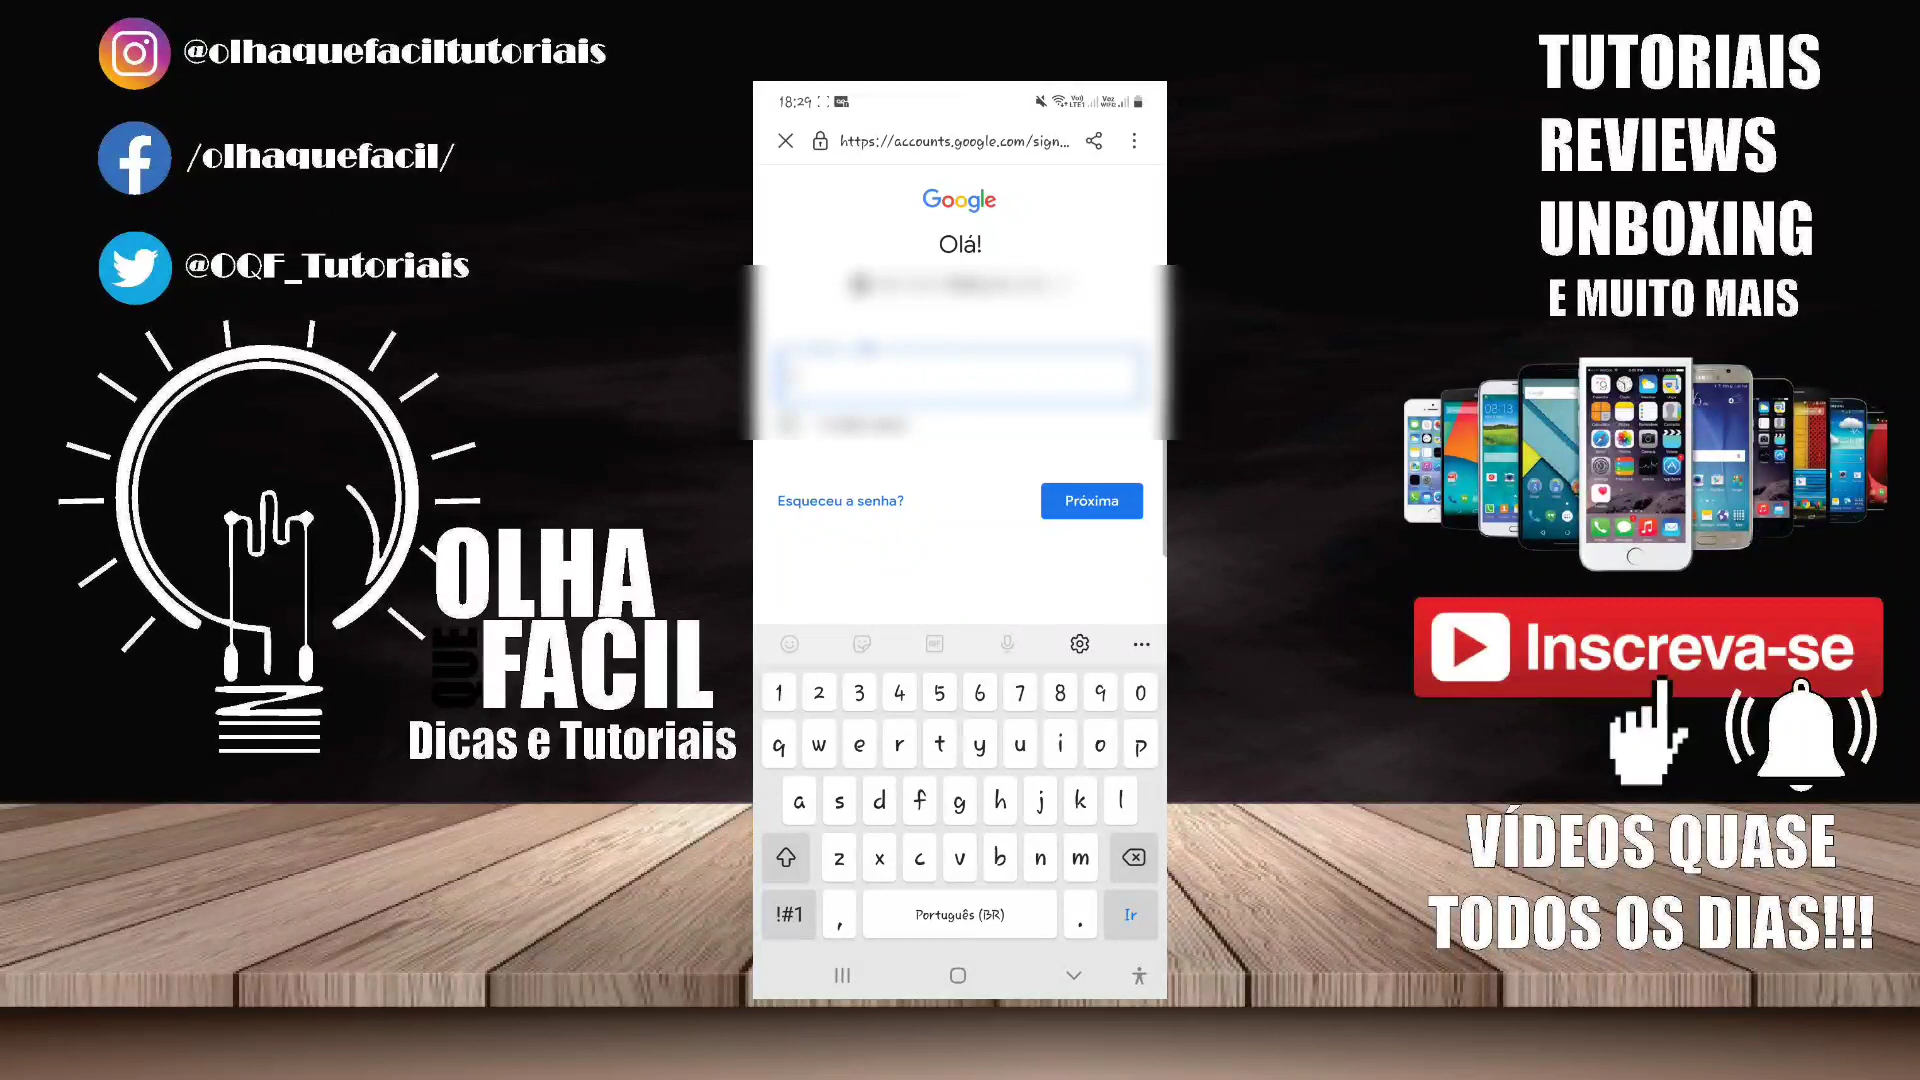 @olhaquefaciltutoriais
/olhaquefacil/
@OQF_Tutoriais
OLHA
QUE
FACIL
Dicas e Tutoriais
18:29
https://accounts.google.com/sign...
Google
Olá!
Esqueceu a senha?
Próxima
1 2 3 4 5 6 7 8 9 0
q w e r t y u i o p
a s d f g h j k l
z x c v b n m
!#1 , Português (BR) . Ir
TUTORIAIS
REVIEWS
UNBOXING
E MUITO MAIS
Inscreva-se
VÍDEOS QUASE
TODOS OS DIAS!!!